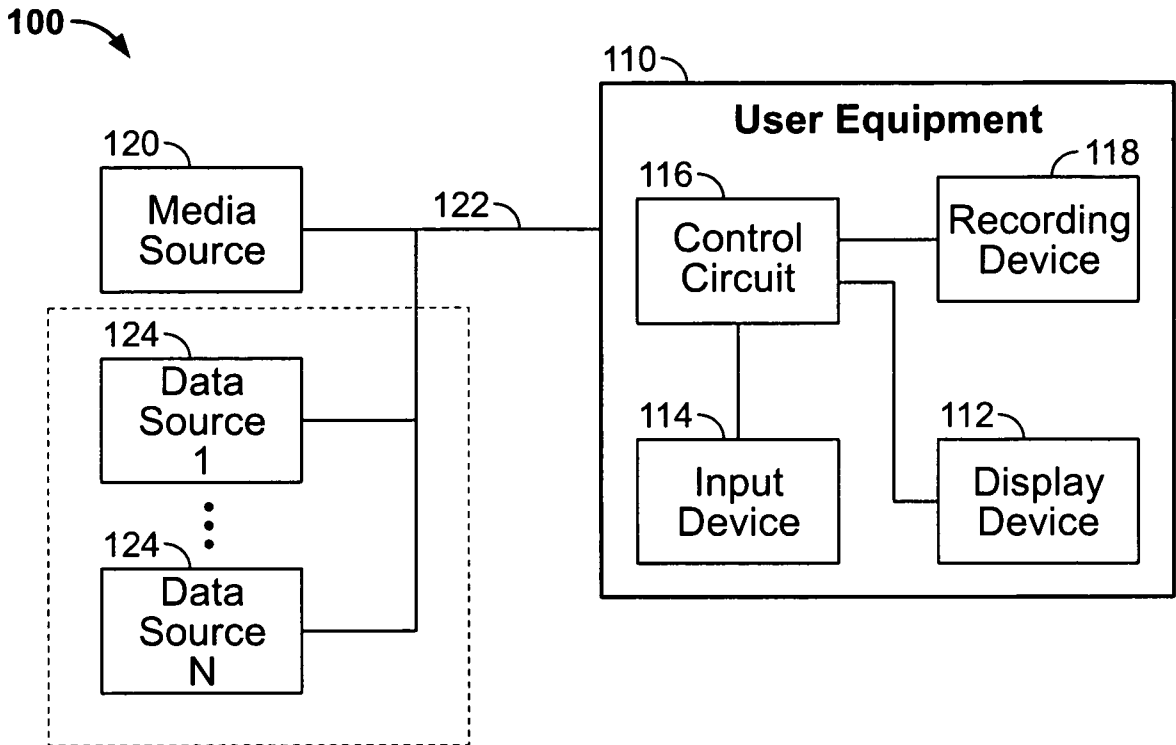 100
110
User Equipment
120
Media
Source
122
116
Control
Circuit
118
Recording
Device
124
Data
Source
1
124
Data
Source
N
114
Input
Device
112
Display
Device